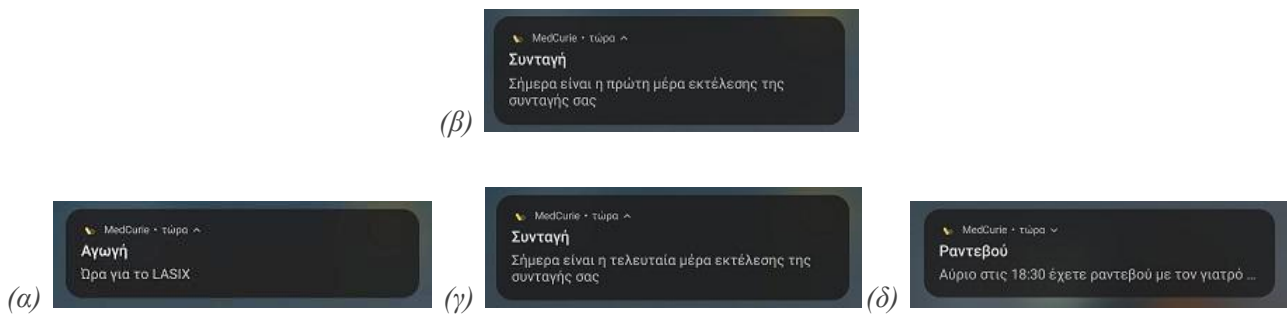 MedCurie • τώρα
Συνταγή
Σήμερα είναι η πρώτη μέρα εκτέλεσης της
συνταγής σας
(β)
MedCurie • τώρα
Αγωγή
Ώρα για το LASIX
(α)
MedCurie • τώρα
Συνταγή
Σήμερα είναι η τελευταία μέρα εκτέλεσης της
συνταγής σας
(γ)
MedCurie • τώρα
Ραντεβού
Αύριο στις 18:30 έχετε ραντεβού με τον γιατρό ...
(δ)